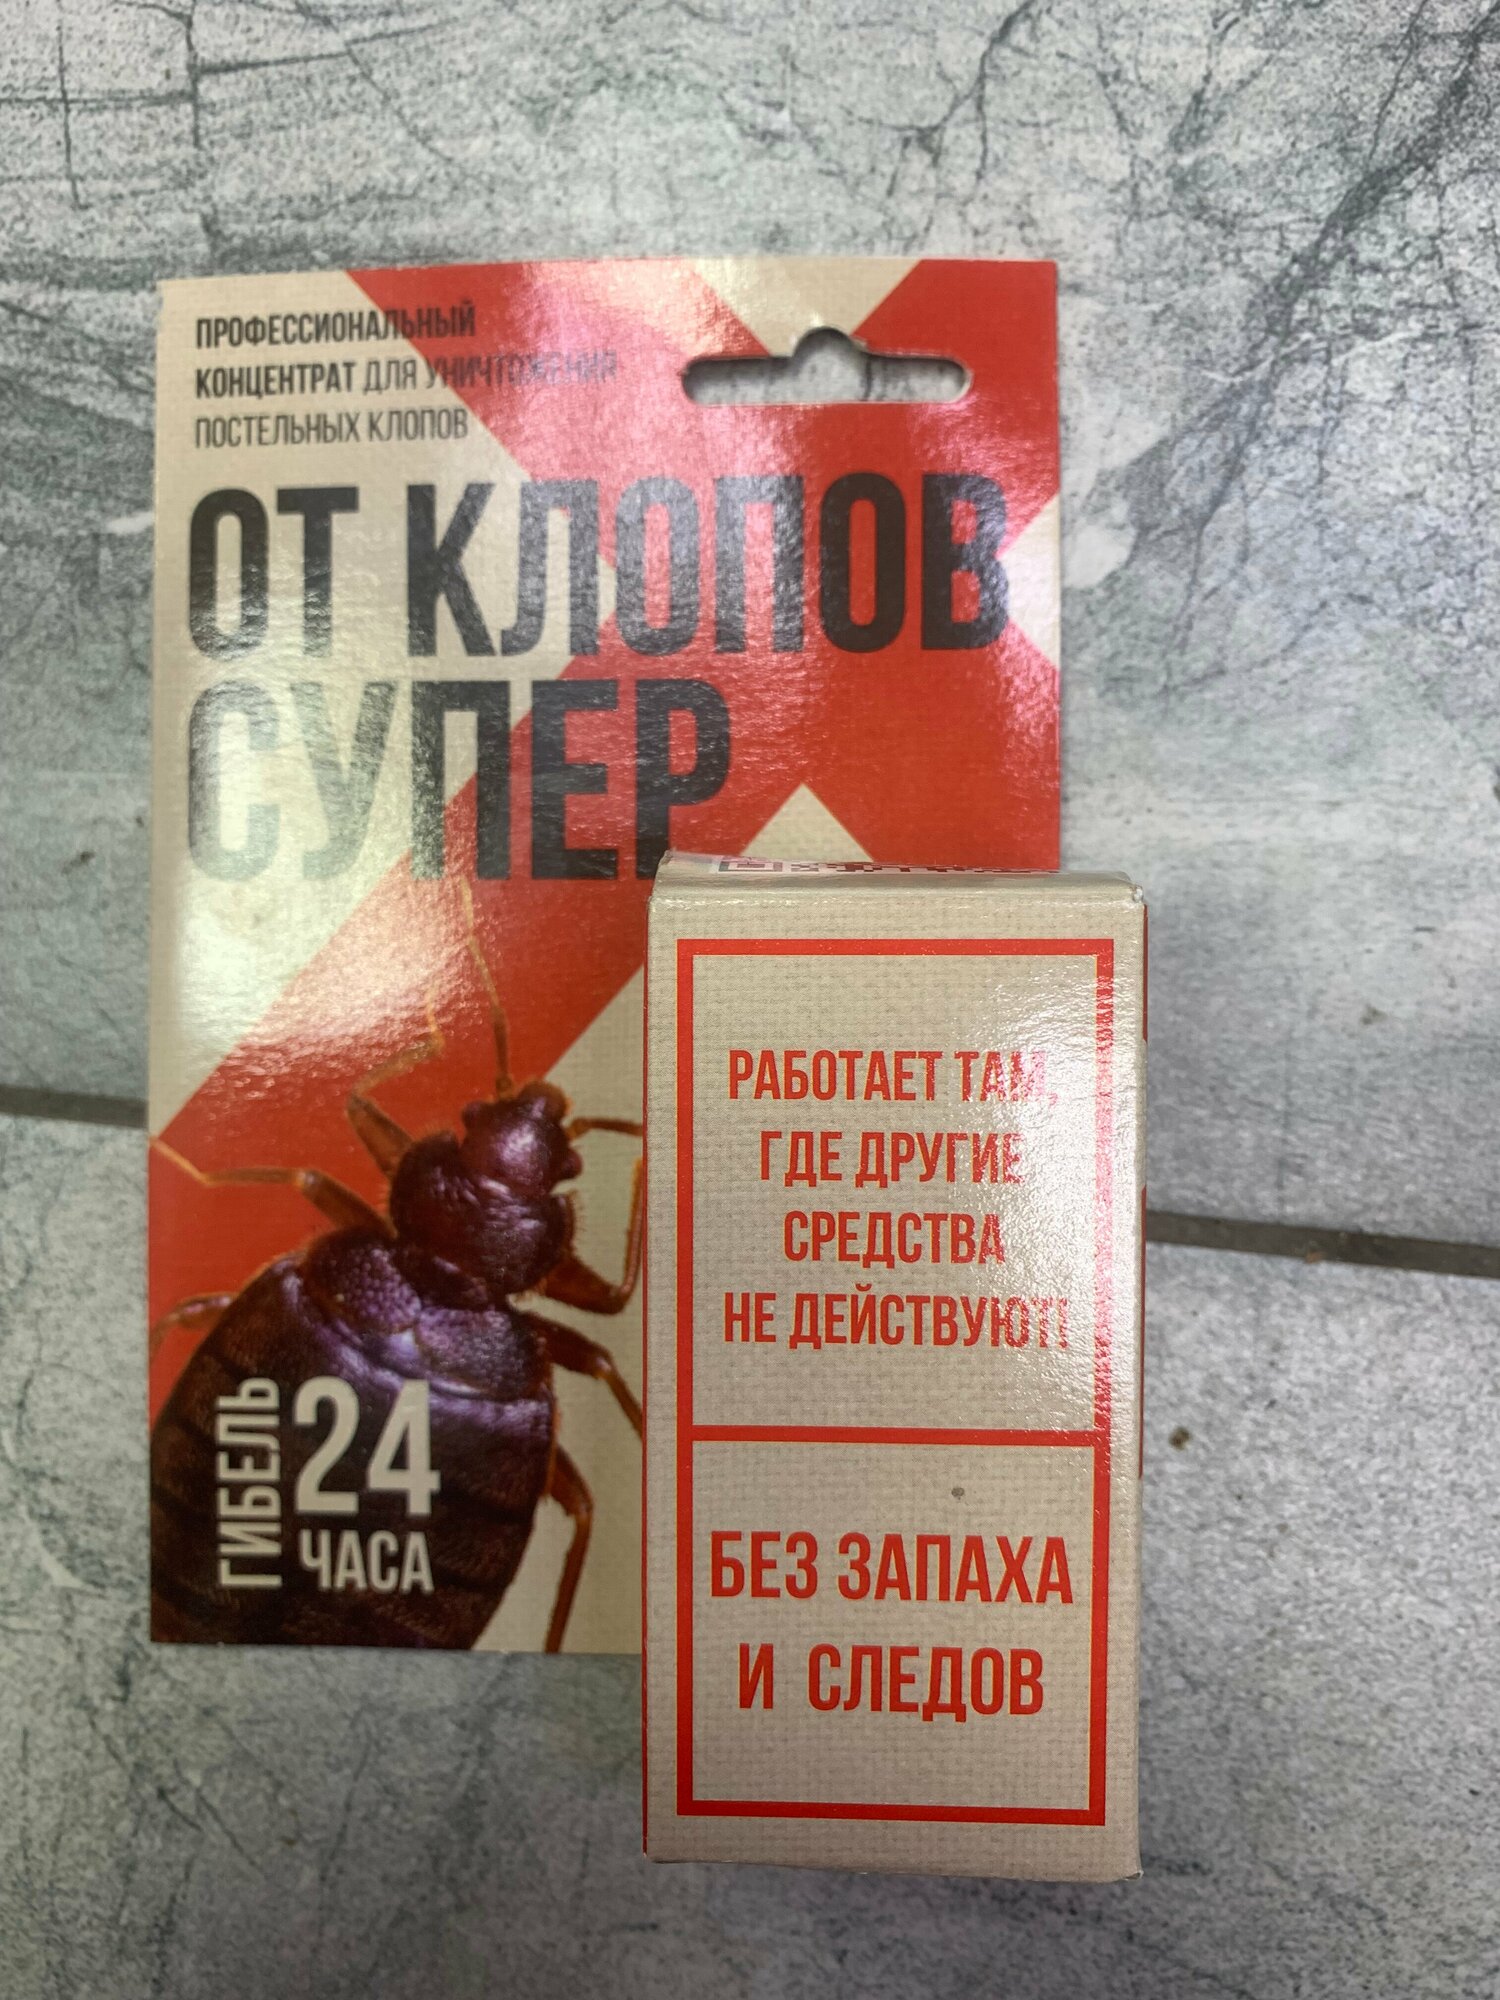 ПРОФЕССИОНАЛЬНЫЙ
КОНЦЕНТРАТ ДЛЯ УНИЧТОЖЕНИЯ
ПОСТЕЛЬНЫХ КЛОПОВ
ОТ КЛОПОВ
СУПЕР
ГИБЕЛЬ
24
ЧАСА
РАБОТАЕТ ТАМ,
ГДЕ ДРУГИЕ
СРЕДСТВА
НЕ ДЕЙСТВУЮТ!
БЕЗ ЗАПАХА
И СЛЕДОВ